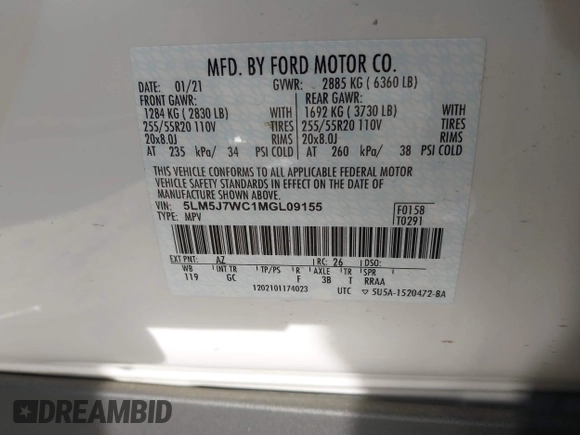 MFD. BY FORD MOTOR CO.
DATE: 01/21 GVWR: 2885 KG ( 6360 LB)
FRONT GAWR: REAR GAWR:
1284 KG ( 2830 LB) WITH 1692 KG ( 3730 LB) WITH
255/55R20 110V TIRES 255/55R20 110V TIRES
20x8.0J RIMS 20x8.0J RIMS
AT 235 kPa/ 34 PSI COLD AT 260 kPa/ 38 PSI COLD
THIS VEHICLE CONFORMS TO ALL APPLICABLE FEDERAL MOTOR
VEHICLE SAFETY STANDARDS IN EFFECT ON THE DATE OF
MANUFACTURE SHOWN ABOVE.
VIN: 5LM5J7WC1MGL09155 F0158
TYPE: MPV T0291
EXT PNT: AZ RC: 26 DSO:
WB INT TR TP/PS R AXLE TR SPR
119 GC F 3B T RRAA
1202101174023 UTC ▽ 5U5A-1520472-BA
DREAMBID